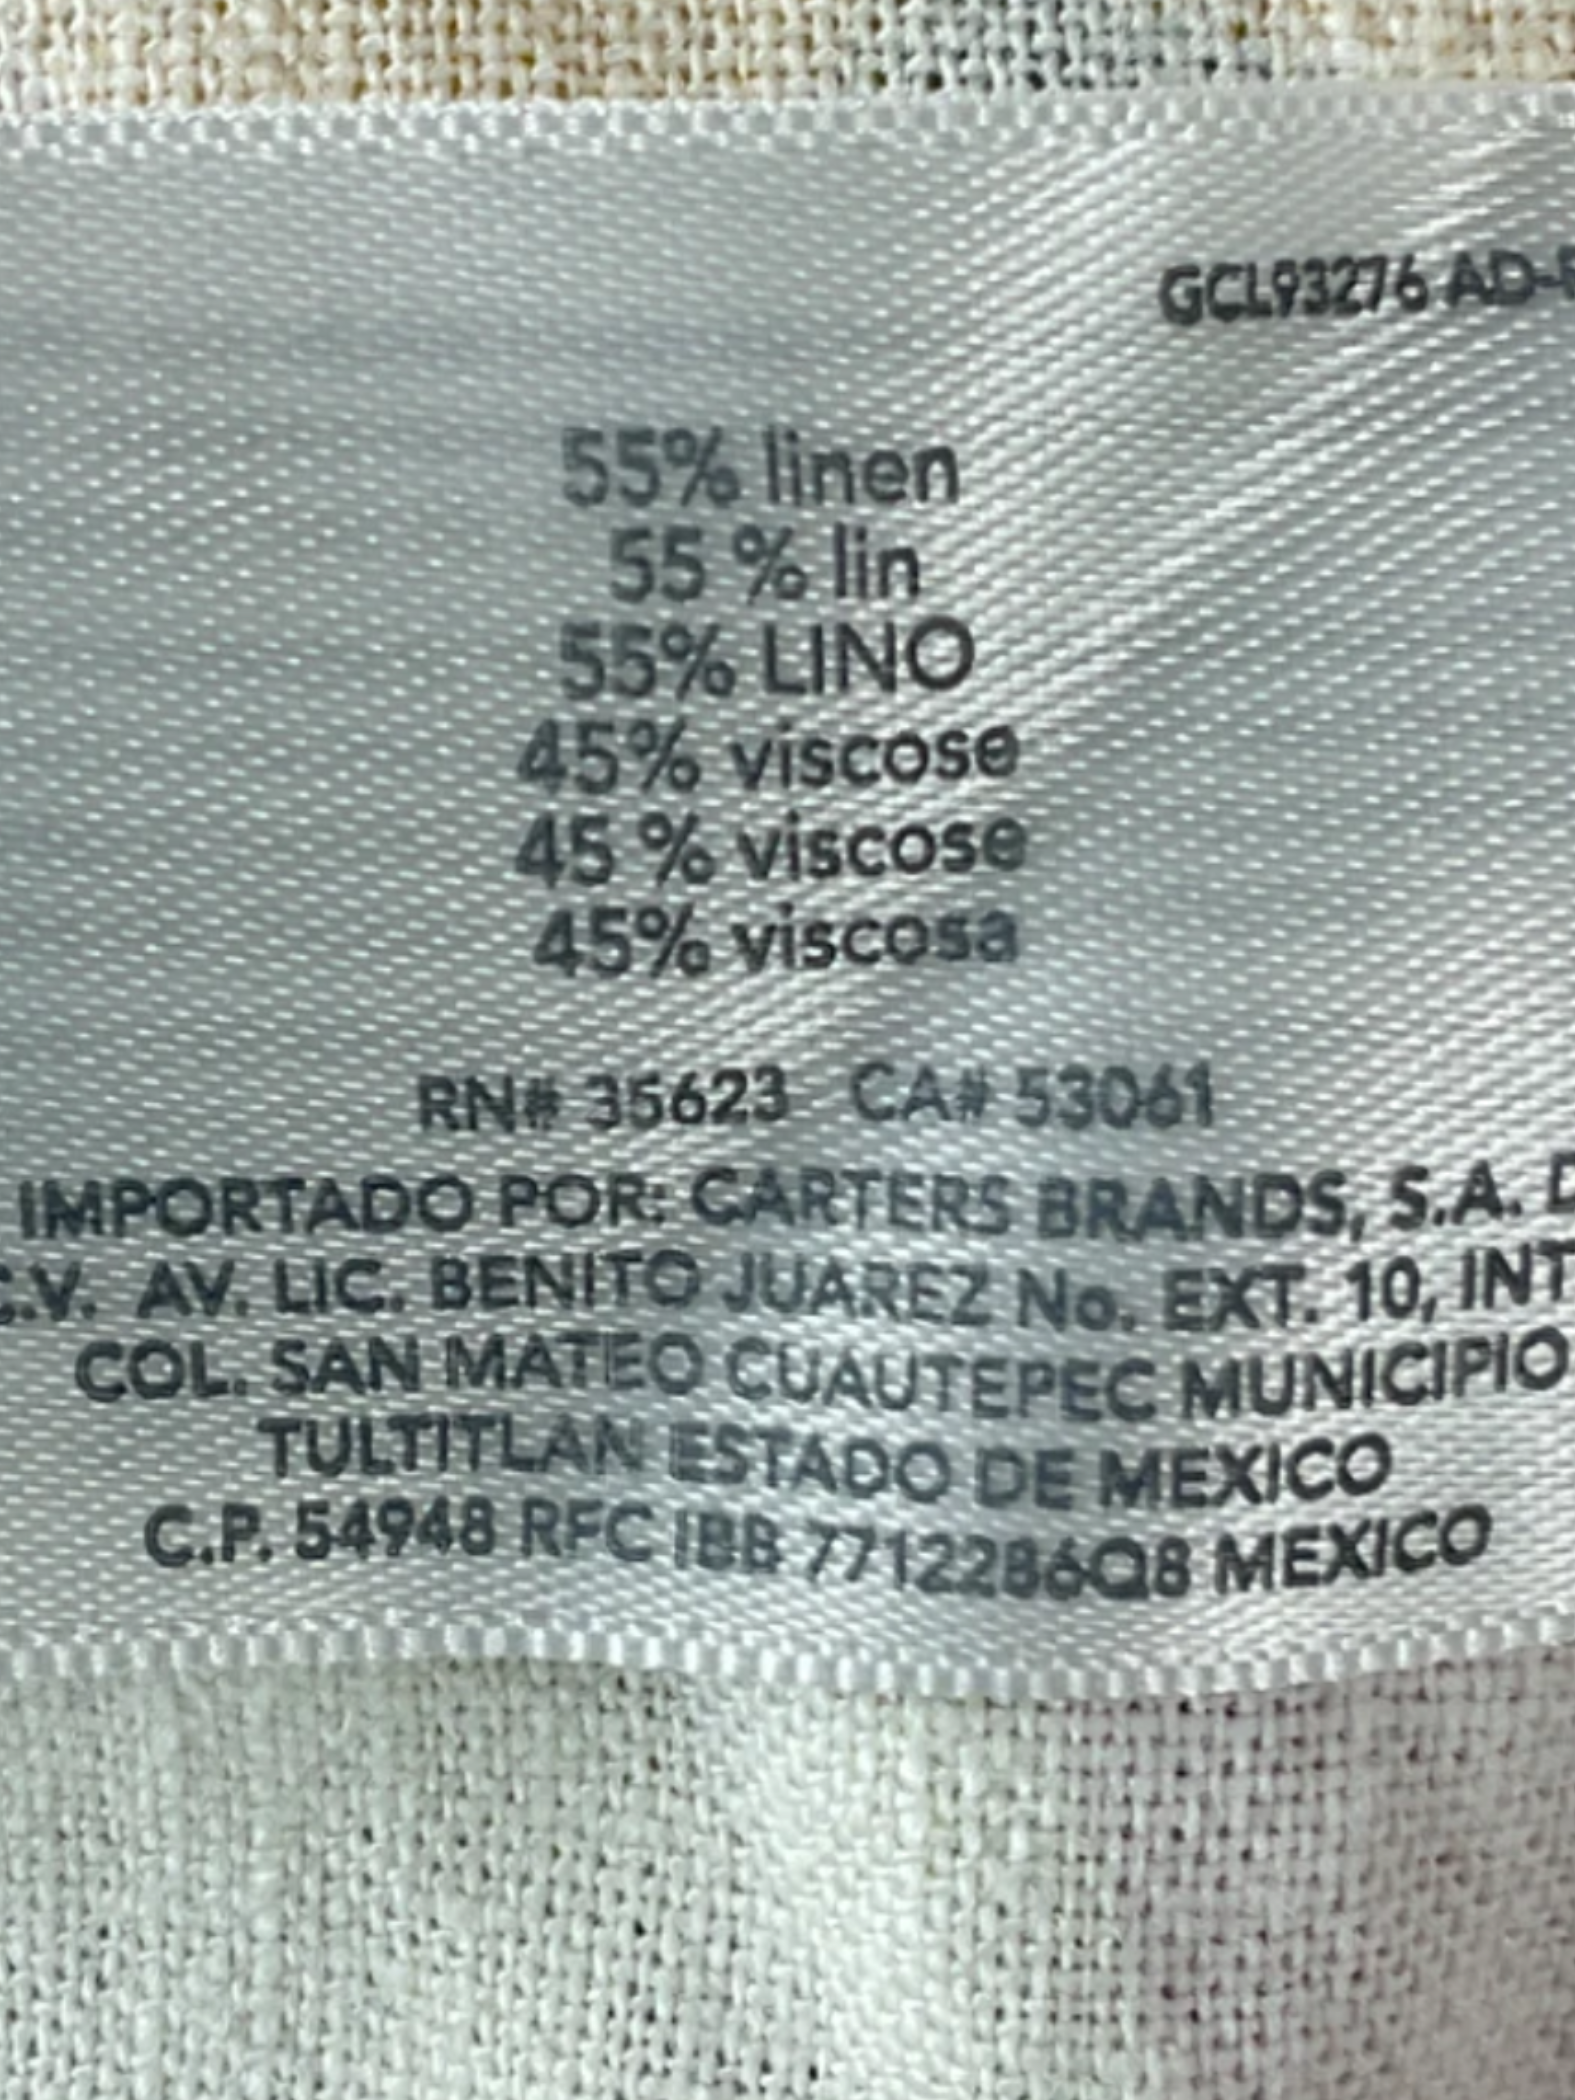 GCL93276 AD-
55% linen
55 % lin
55% LINO
45% viscose
45 % viscose
45% viscosa
RN# 35623 CA# 53061
IMPORTADO POR: CARTERS BRANDS, S.A. D
C.V. AV. LIC. BENITO JUAREZ No. EXT. 10, INT
COL. SAN MATEO CUAUTEPEC MUNICIPIO
TULTITLAN ESTADO DE MEXICO
C.P. 54948 RFC IBB 7712286Q8 MEXICO